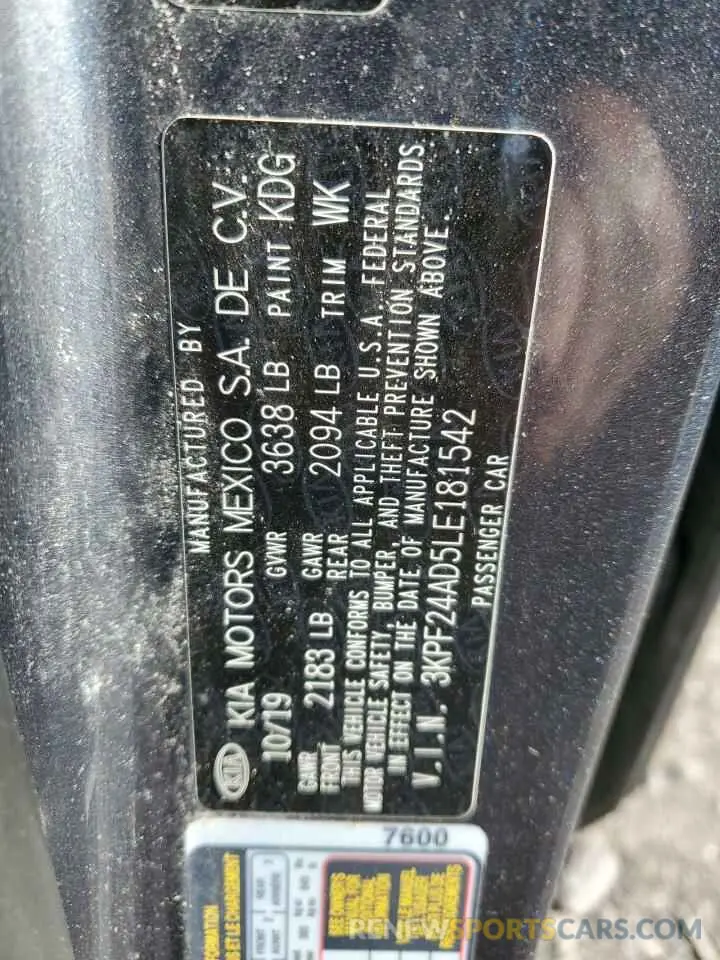 MANUFACTURED BY
KIA KIA MOTORS MEXICO S.A. DE C.V.
10/19 GVWR 3638 LB PAINT KDG
GAWR FRONT 2183 LB GAWR REAR 2094 LB TRIM WK
THIS VEHICLE CONFORMS TO ALL APPLICABLE U.S.A. FEDERAL
MOTOR VEHICLE SAFETY, BUMPER, AND THEFT PREVENTION STANDARDS
IN EFFECT ON THE DATE OF MANUFACTURE SHOWN ABOVE.
V.I.N. 3KPF24AD5LE181542
PASSENGER CAR
7600
RENEWSPORTSCARS.COM